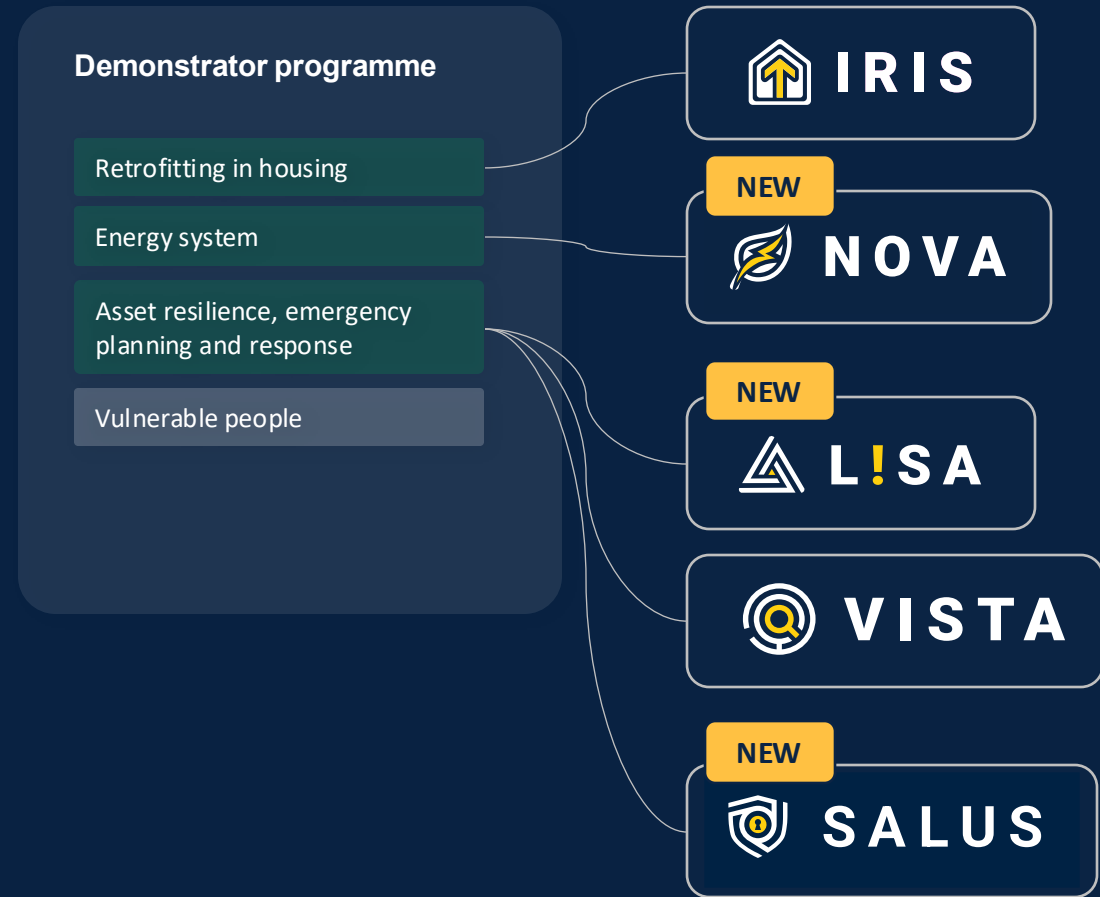 Demonstrator programme
Retrofitting in housing
Energy system
Asset resilience, emergency
planning and response
Vulnerable people
IRIS
NEW
NOVA
NEW
L!SA
VISTA
NEW
SALUS